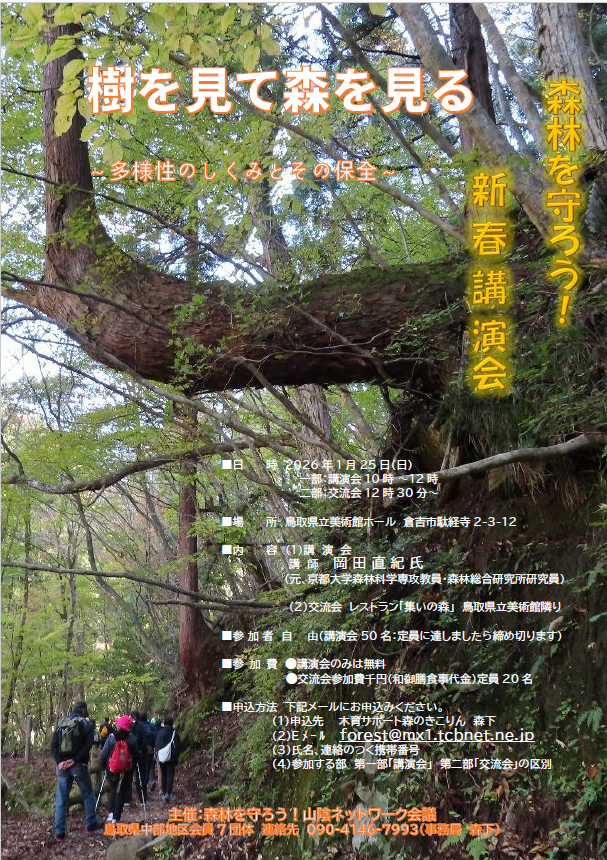 樹を見て森を見る
~多様性のしくみとその保全~
森林を守ろう!
新春講演会
■日 時 2026年1月25日(日)
一部:講演会10時~12時
二部:交流会12時30分~
■場 所 鳥取県立美術館ホール 倉吉市駄経寺2-3-12
■内 容 (1)講 演 会
講 師 岡田直紀氏
(元、京都大学森林科学専攻教員・森林総合研究所研究員)
(2)交流会 レストラン「集いの森」 鳥取県立美術館隣り
■参加者 自 由(講演会50名:定員に達しましたら締め切ります)
■参加費 ●講演会のみは無料
●交流会参加費千円(和御膳食事代金)定員20名
■申込方法 下記メールにお申込みください。
(1)申込先 木育サポート森のきこりん 森下
(2)Eメール forest@mx1.tcbnet.ne.jp
(3)氏名、連絡のつく携帯番号
(4)参加する部 第一部「講演会」 第二部「交流会」の区別
主催:森林を守ろう!山陰ネットワーク会議
鳥取県中部地区会員7団体 連絡先 090-4146-7993(事務局 森下)